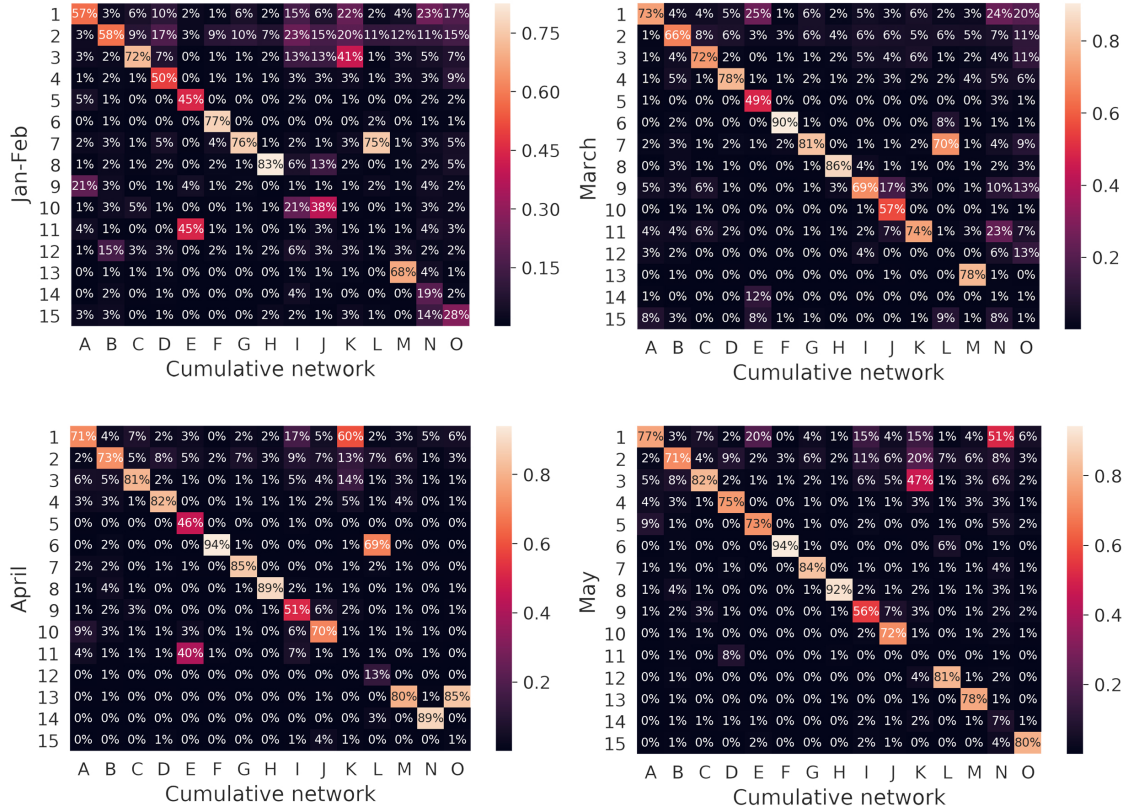 Jan-Feb
1 57% 3% 6% 10% 2% 1% 6% 2% 15% 6% 22% 2% 4% 23% 17%
2 3% 58% 9% 17% 3% 9% 10% 7% 23% 15% 20% 11% 12% 11% 15%
3 3% 2% 72% 7% 0% 1% 1% 2% 13% 13% 41% 3% 3% 5% 7%
4 1% 2% 1% 50% 0% 1% 1% 1% 2% 3% 3% 1% 3% 3% 9%
5 5% 1% 0% 1% 45% 0% 0% 0% 2% 0% 1% 0% 0% 2% 2%
6 0% 1% 0% 0% 0% 77% 0% 0% 1% 0% 1% 0% 0% 0% 1%
7 2% 3% 1% 5% 0% 4% 76% 0% 4% 1% 3% 75% 1% 2% 5%
8 1% 2% 1% 2% 0% 0% 2% 83% 6% 13% 2% 0% 1% 2% 5%
9 21% 3% 0% 1% 4% 1% 0% 1% 1% 1% 1% 2% 1% 4% 2%
10 1% 3% 5% 0% 0% 0% 0% 0% 21% 38% 1% 0% 1% 3% 2%
11 4% 1% 0% 0% 45% 0% 0% 0% 1% 3% 1% 1% 1% 4% 3%
12 1% 15% 3% 3% 0% 2% 1% 0% 6% 3% 3% 1% 3% 2% 2%
13 0% 1% 1% 0% 0% 0% 0% 0% 1% 1% 1% 0% 68% 4% 1%
14 0% 2% 0% 1% 0% 0% 0% 0% 4% 1% 0% 0% 0% 19% 2%
15 3% 3% 0% 0% 0% 0% 1% 2% 2% 1% 0% 0% 0% 14% 28%
A B C D E F G H I J K L M N O
Cumulative network
0.75
0.60
0.45
0.30
0.15
March
1 73% 4% 4% 5% 25% 1% 6% 2% 6% 2% 6% 1% 3% 24% 20%
2 1% 66% 8% 6% 3% 3% 6% 4% 6% 6% 5% 6% 5% 7% 11%
3 1% 4% 72% 2% 0% 0% 1% 1% 3% 5% 4% 6% 0% 4% 11%
4 1% 5% 1% 78% 1% 1% 2% 1% 2% 3% 2% 2% 4% 5% 6%
5 1% 0% 0% 0% 49% 0% 0% 0% 0% 0% 0% 0% 0% 3% 1%
6 0% 1% 0% 0% 0% 90% 1% 0% 0% 0% 0% 8% 0% 0% 1%
7 2% 2% 1% 2% 1% 2% 81% 0% 1% 1% 2% 70% 1% 4% 9%
8 0% 3% 1% 1% 0% 0% 1% 86% 4% 1% 0% 0% 1% 1% 2%
9 5% 3% 6% 1% 0% 0% 1% 3% 69% 17% 3% 0% 1% 10% 13%
10 0% 1% 1% 0% 0% 0% 0% 0% 1% 57% 0% 0% 0% 1% 1%
11 4% 4% 6% 2% 0% 0% 0% 1% 2% 7% 74% 1% 3% 23% 7%
12 3% 2% 0% 0% 0% 0% 0% 0% 4% 0% 0% 0% 0% 6% 13%
13 0% 1% 0% 0% 0% 0% 0% 0% 0% 0% 0% 0% 78% 1% 0%
14 1% 0% 0% 0% 12% 0% 0% 0% 0% 0% 0% 0% 0% 1% 1%
15 8% 3% 0% 0% 8% 1% 0% 0% 2% 1% 1% 9% 1% 8% 1%
A B C D E F G H I J K L M N O
Cumulative network
0.8
0.6
0.4
0.2
April
1 71% 4% 7% 2% 3% 0% 2% 2% 17% 5% 60% 2% 3% 5% 6%
2 2% 73% 5% 8% 5% 2% 7% 3% 9% 7% 13% 7% 6% 1% 3%
3 6% 5% 81% 2% 1% 0% 1% 1% 5% 4% 14% 1% 3% 1% 1%
4 3% 3% 1% 82% 0% 0% 1% 0% 1% 2% 5% 1% 4% 0% 1%
5 0% 0% 0% 0% 46% 0% 0% 0% 1% 0% 0% 0% 0% 0% 0%
6 0% 2% 0% 0% 0% 94% 1% 0% 0% 0% 1% 69% 0% 0% 0%
7 2% 2% 0% 1% 0% 0% 85% 0% 0% 0% 2% 1% 1% 0% 0%
8 1% 4% 0% 1% 0% 0% 1% 89% 2% 1% 1% 0% 1% 0% 1%
9 1% 2% 3% 0% 0% 0% 0% 1% 51% 6% 2% 0% 1% 0% 0%
10 9% 3% 1% 1% 3% 0% 1% 0% 6% 70% 1% 1% 1% 0% 0%
11 4% 1% 1% 0% 40% 0% 0% 0% 7% 1% 0% 0% 1% 0% 0%
12 0% 0% 0% 0% 0% 0% 0% 0% 0% 0% 0% 13% 0% 0% 0%
13 0% 0% 0% 0% 0% 0% 0% 0% 0% 1% 0% 0% 80% 1% 85%
14 0% 0% 0% 0% 0% 0% 0% 0% 0% 0% 0% 3% 0% 89% 0%
15 0% 0% 0% 0% 0% 0% 0% 0% 1% 4% 1% 0% 0% 0% 1%
A B C D E F G H I J K L M N O
Cumulative network
0.8
0.6
0.4
0.2
May
1 77% 3% 7% 2% 20% 0% 4% 1% 15% 4% 15% 1% 4% 51% 6%
2 2% 71% 4% 9% 2% 3% 7% 2% 11% 6% 20% 7% 6% 8% 3%
3 5% 8% 82% 2% 1% 1% 2% 1% 6% 5% 47% 1% 3% 6% 2%
4 4% 3% 1% 75% 0% 0% 1% 0% 1% 2% 1% 1% 3% 3% 1%
5 9% 1% 0% 0% 73% 0% 0% 1% 2% 0% 1% 0% 0% 5% 2%
6 0% 1% 0% 0% 0% 94% 1% 0% 0% 0% 0% 6% 0% 0% 0%
7 1% 1% 0% 1% 0% 0% 84% 0% 1% 0% 1% 0% 0% 4% 1%
8 1% 4% 0% 1% 0% 0% 1% 92% 2% 1% 2% 0% 1% 1% 1%
9 1% 2% 3% 1% 0% 0% 0% 1% 56% 7% 3% 0% 1% 2% 2%
10 0% 1% 1% 0% 0% 0% 0% 0% 2% 72% 1% 0% 1% 2% 1%
11 0% 0% 0% 8% 0% 0% 0% 0% 0% 0% 0% 0% 0% 1% 0%
12 0% 0% 0% 0% 0% 0% 0% 0% 0% 0% 4% 81% 0% 1% 2%
13 0% 1% 0% 0% 0% 0% 0% 0% 1% 0% 1% 0% 78% 1% 0%
14 0% 1% 1% 1% 1% 0% 0% 0% 2% 1% 2% 0% 0% 7% 1%
15 0% 0% 0% 0% 2% 0% 0% 0% 1% 2% 0% 0% 0% 4% 80%
A B C D E F G H I J K L M N O
Cumulative network
0.8
0.6
0.4
0.2